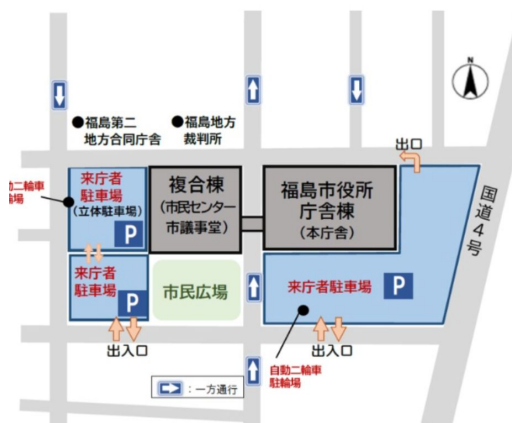 ●福島第二
地方合同庁舎
●福島地方
裁判所
出口
国道4号
動二輪車
輪場
来庁者
駐車場
(立体駐車場)
P
複合棟
(市民センター
市議事堂)
福島市役所
庁舎棟
(本庁舎)
来庁者
駐車場
P
市民広場
来庁者駐車場
P
出入口
出入口
自動二輪車
駐輪場
:一方通行